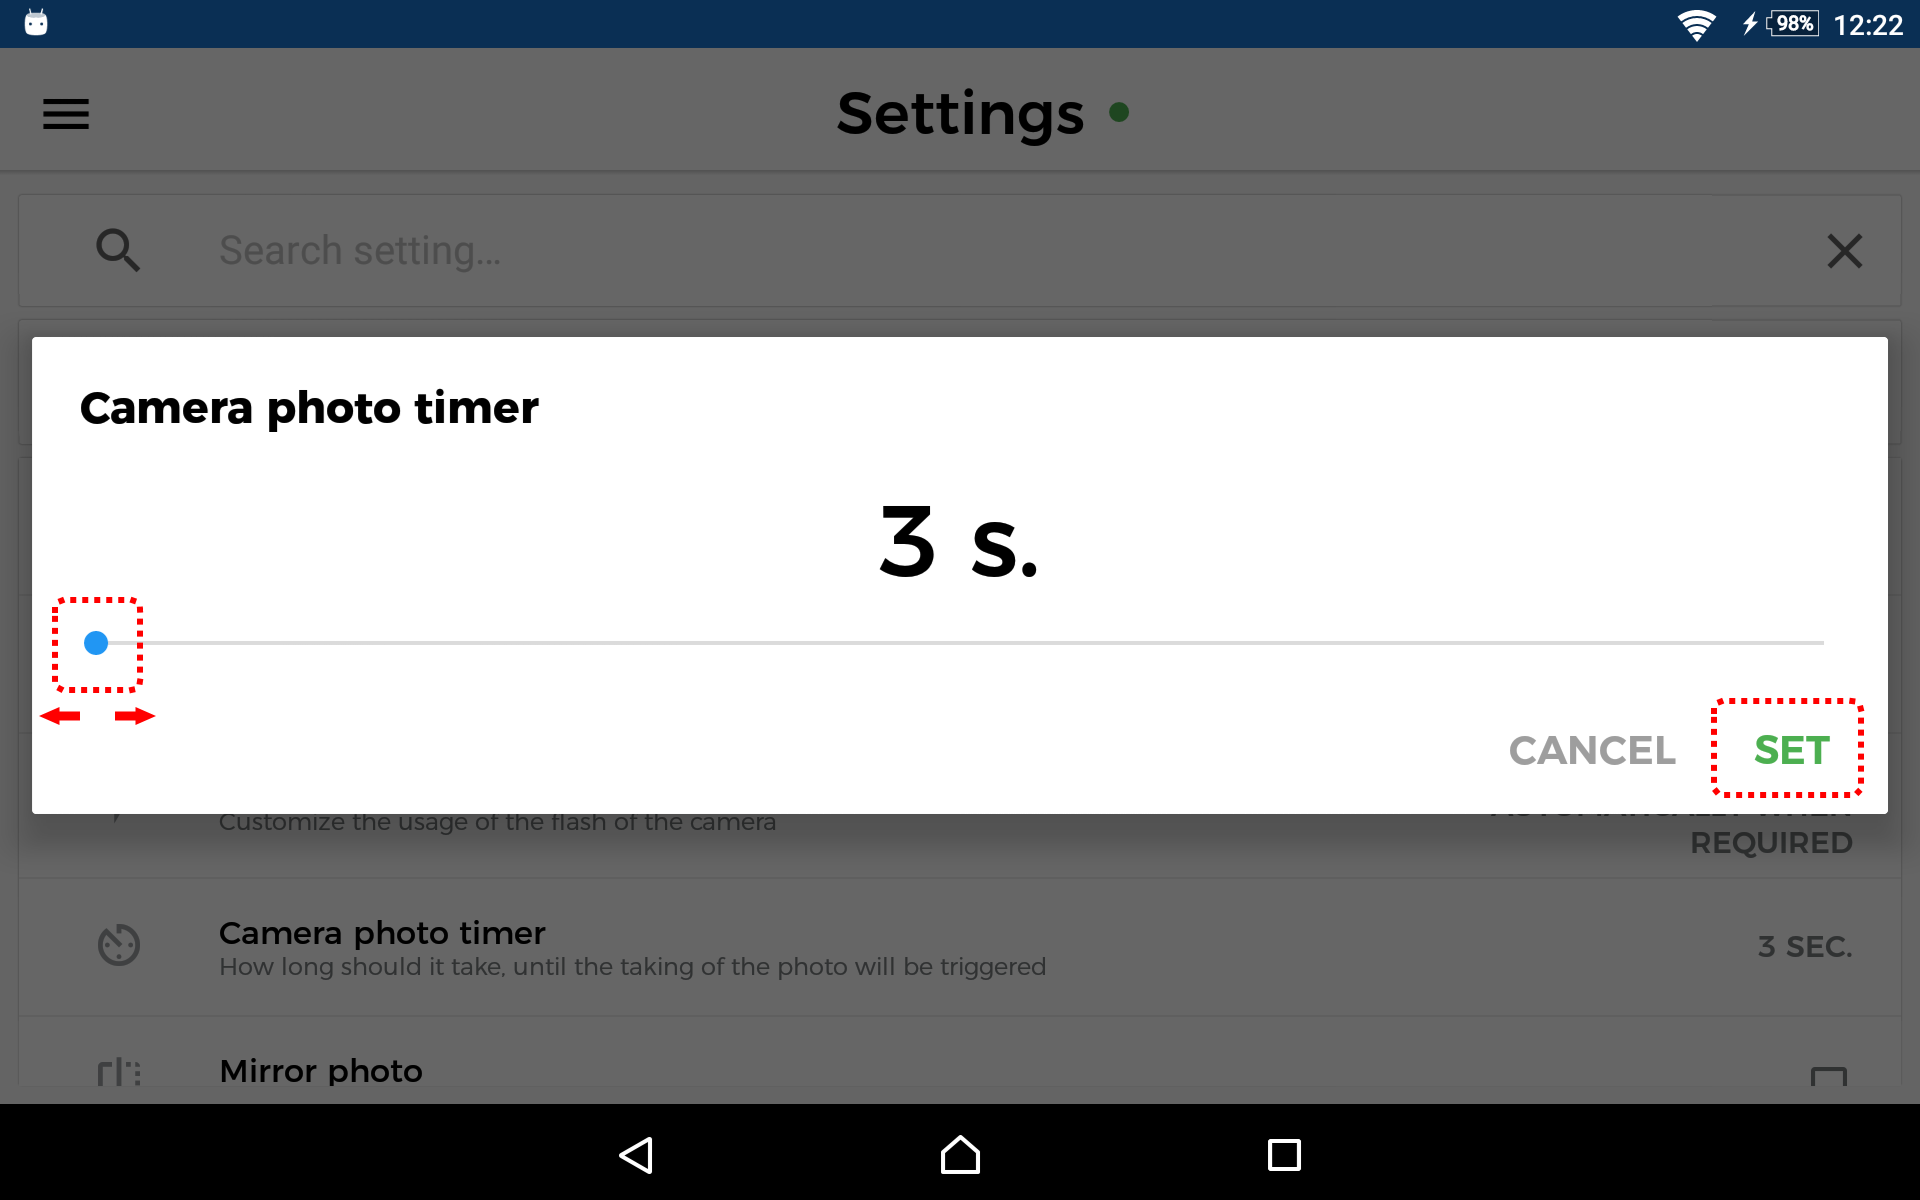 98% 12:22
Settings
Search setting...
Camera photo timer
3 s.
CANCEL SET
Customize the usage of the flash of the camera
REQUIRED
Camera photo timer
How long should it take, until the taking of the photo will be triggered
3 SEC.
Mirror photo